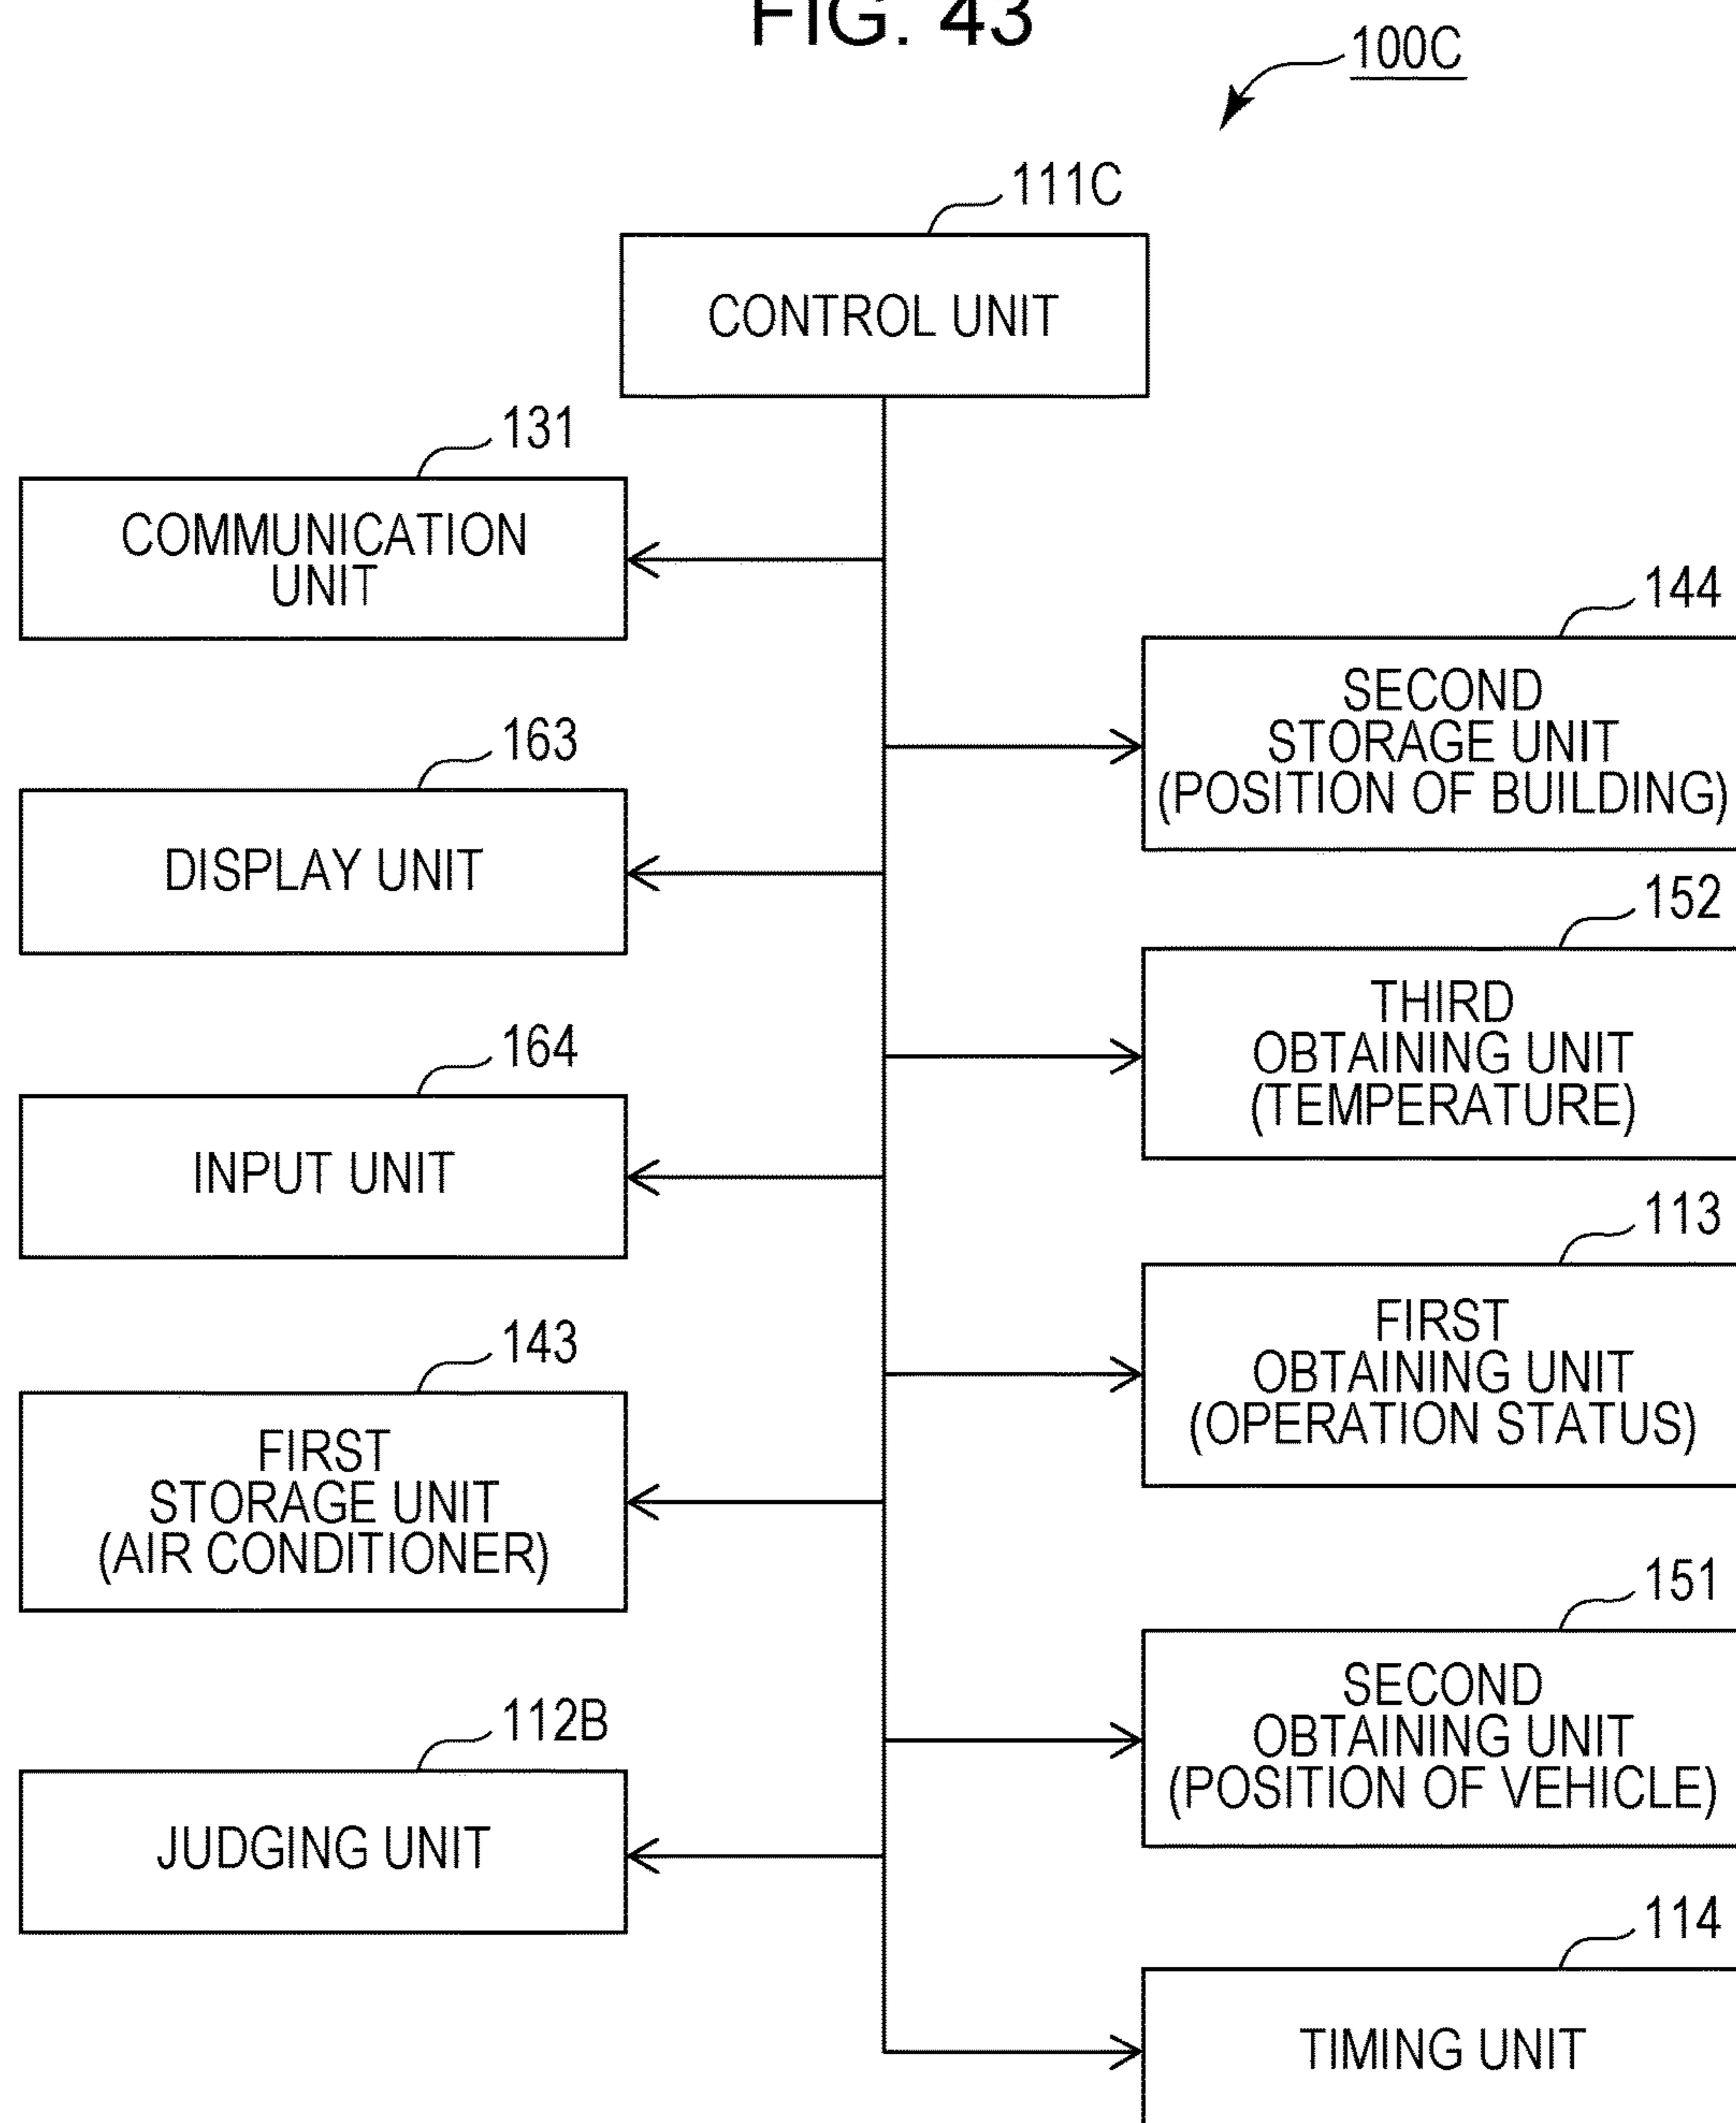 FIG. 43
100C
111C
CONTROL UNIT
131
COMMUNICATION
UNIT
163
DISPLAY UNIT
164
INPUT UNIT
143
FIRST
STORAGE UNIT
(AIR CONDITIONER)
112B
JUDGING UNIT
144
SECOND
STORAGE UNIT
(POSITION OF BUILDING)
152
THIRD
OBTAINING UNIT
(TEMPERATURE)
113
FIRST
OBTAINING UNIT
(OPERATION STATUS)
151
SECOND
OBTAINING UNIT
(POSITION OF VEHICLE)
114
TIMING UNIT